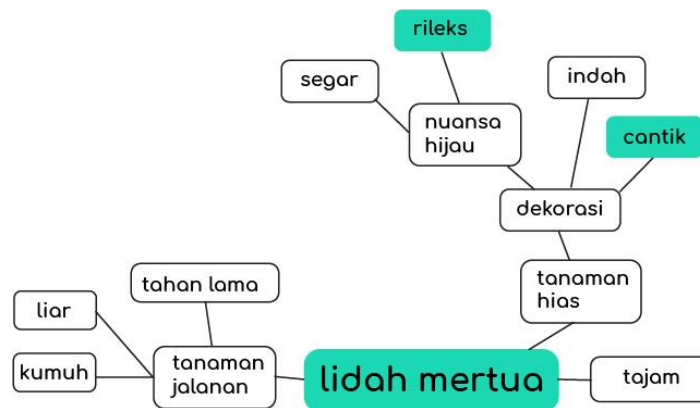 rileks
segar
indah
nuansa
hijau
cantik
dekorasi
tahan lama
tanaman
hias
liar
kumuh
tanaman
jalanan
lidah mertua
tajam